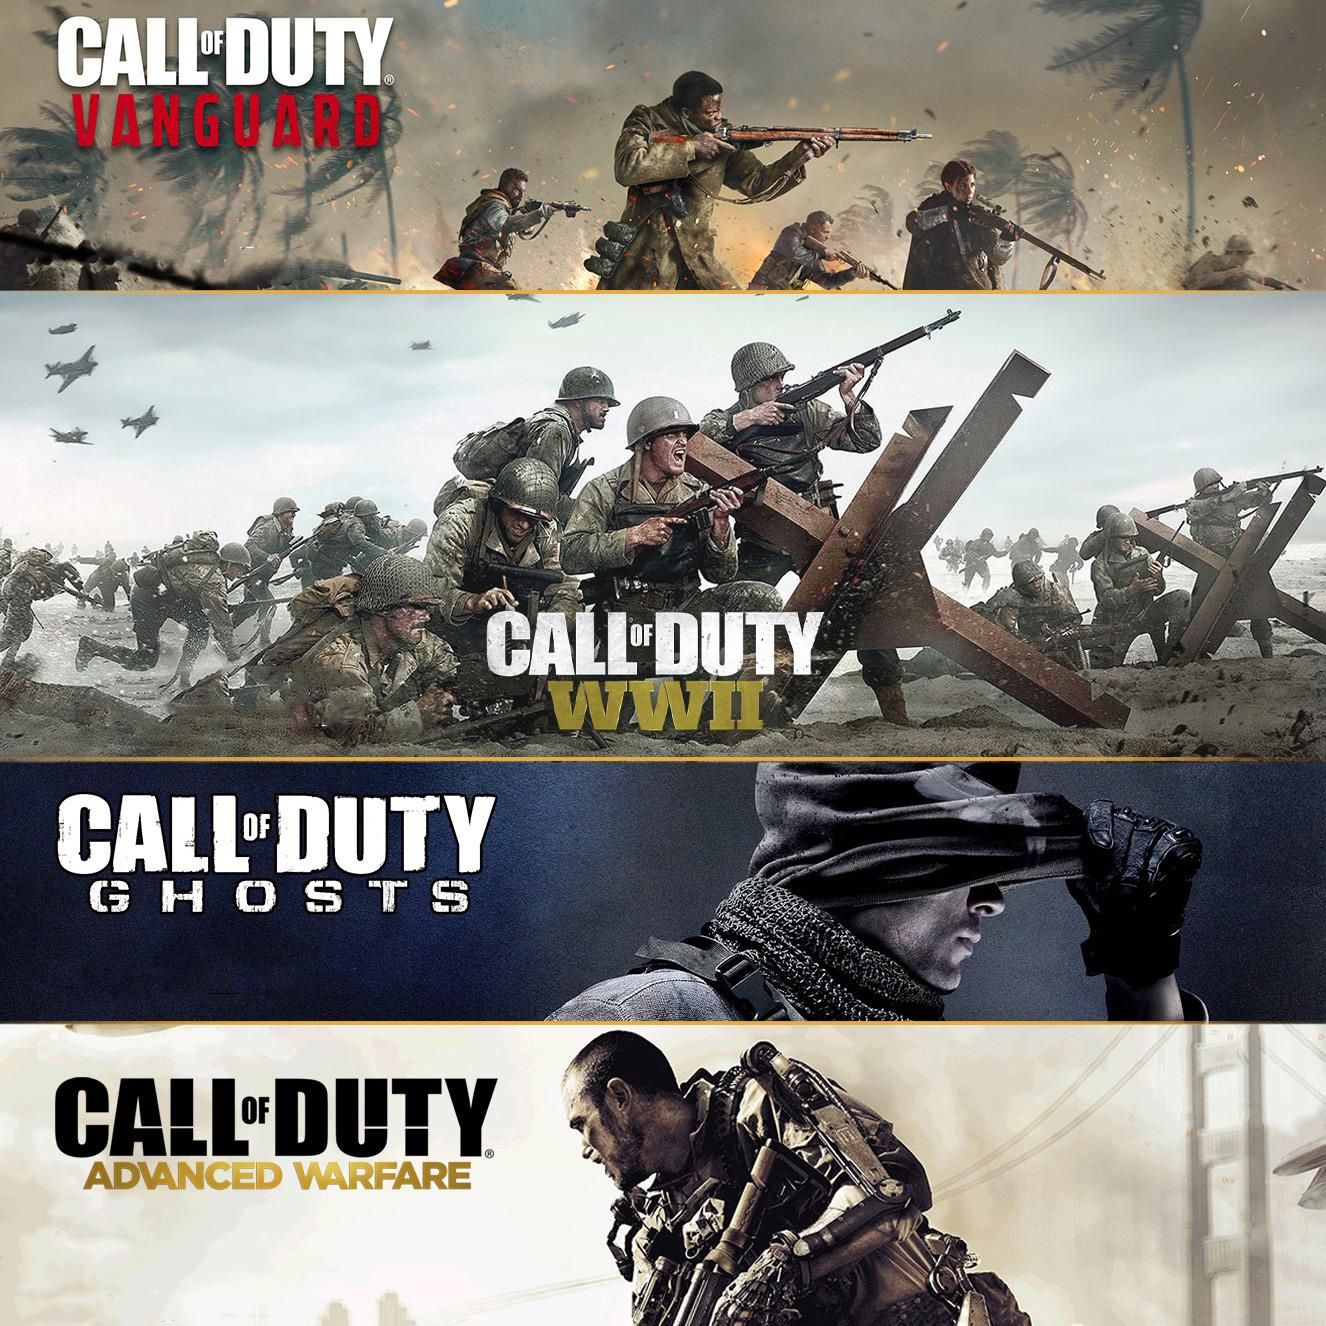 CALL OF DUTY®
VANGUARD
CALL OF DUTY
WWII
CALL OF DUTY
GHOSTS
CALL OF DUTY®
ADVANCED WARFARE